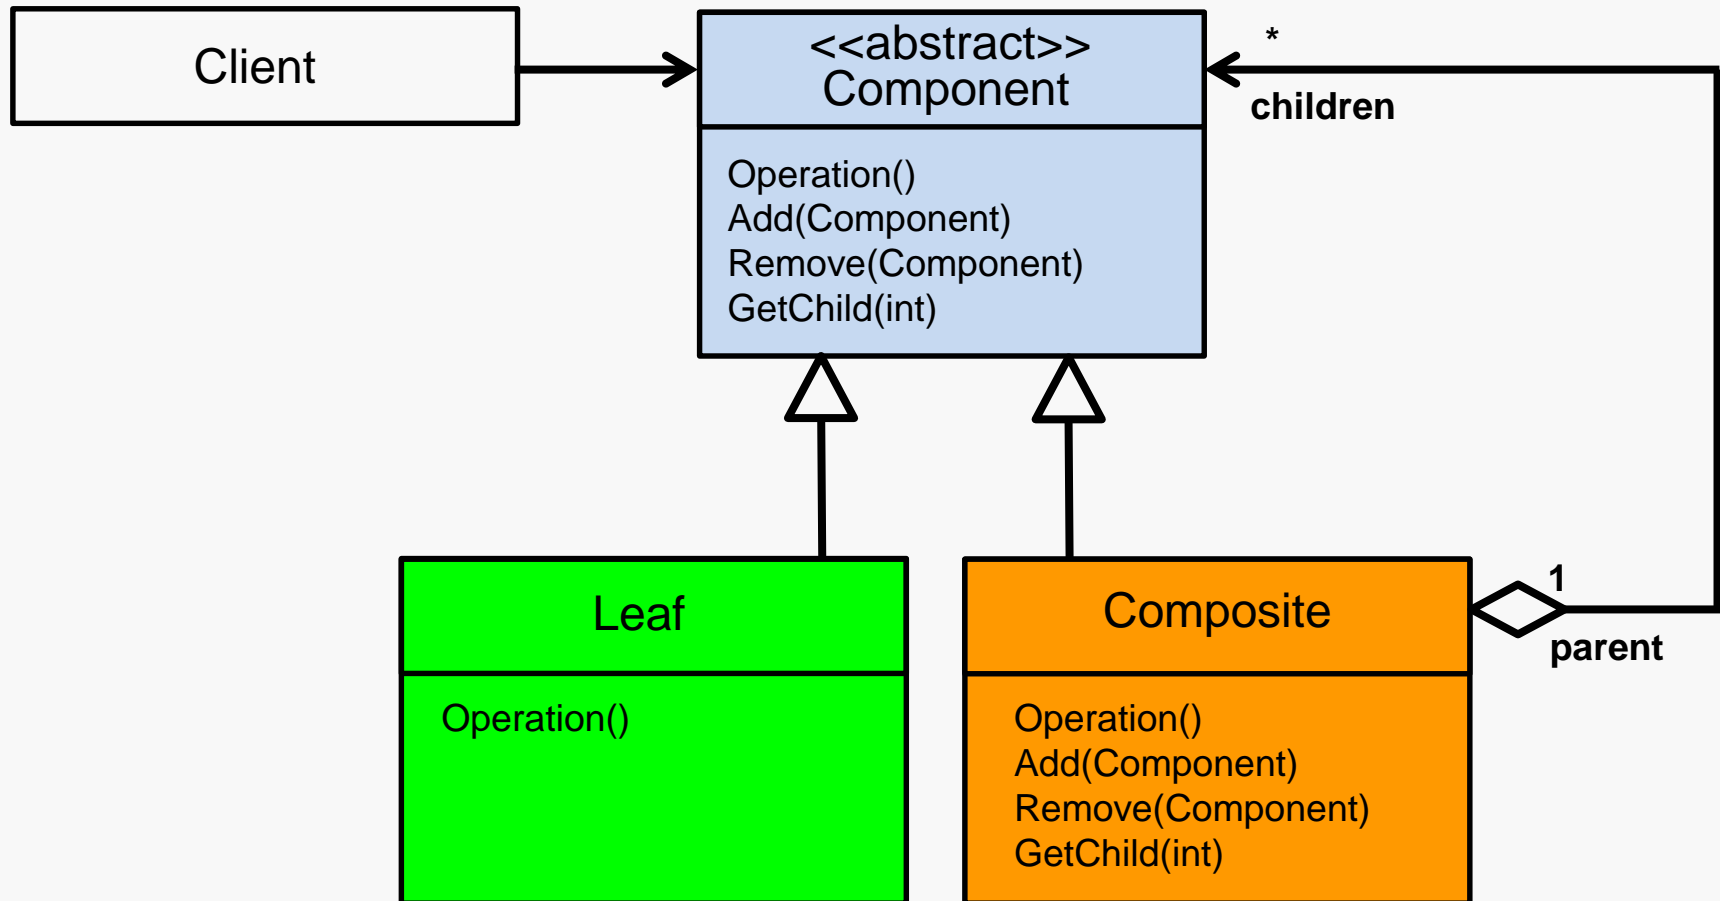 Client
<<abstract>>
Component
*
children
Operation()
Add(Component)
Remove(Component)
GetChild(int)
Leaf
Operation()
Composite
1
parent
Operation()
Add(Component)
Remove(Component)
GetChild(int)